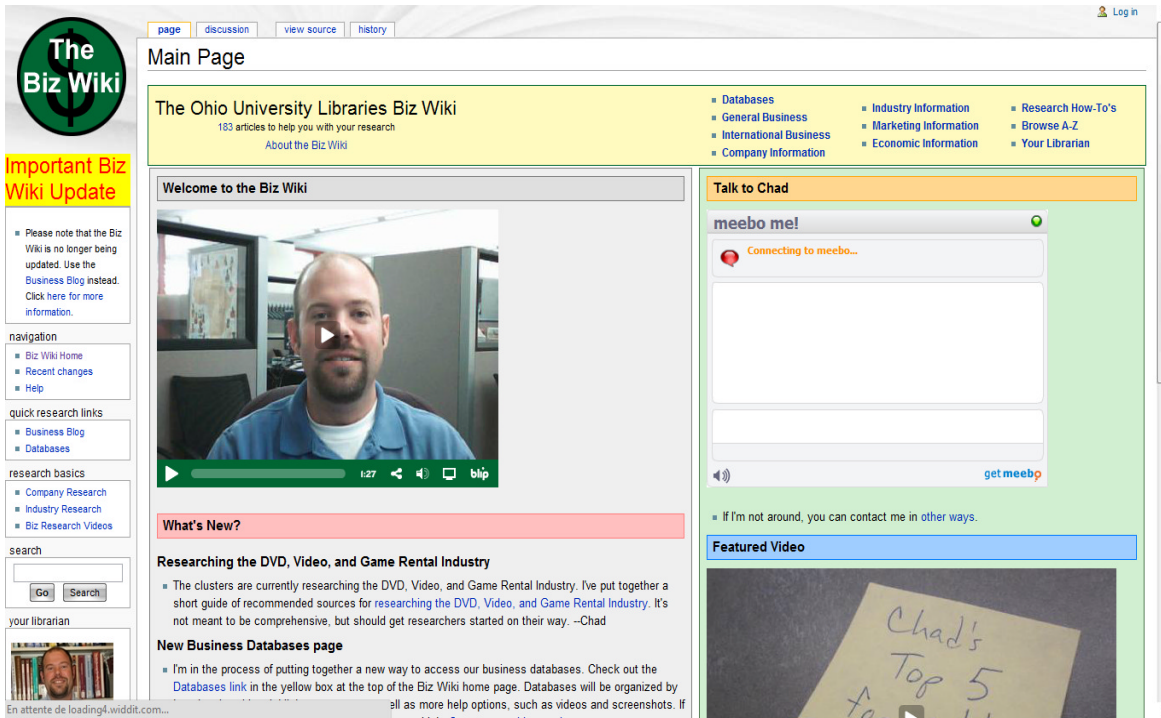 Log in
page
discussion
view source
history
The
Biz Wiki
Main Page
The Ohio University Libraries Biz Wiki
183 articles to help you with your research
About the Biz Wiki
Databases
General Business
International Business
Company Information
Industry Information
Marketing Information
Economic Information
Research How-To's
Browse A-Z
Your Librarian
Important Biz
Wiki Update
Please note that the Biz
Wiki is no longer being
updated. Use the
Business Blog instead.
Click here for more
information.
navigation
Biz Wiki Home
Recent changes
Help
quick research links
Business Blog
Databases
research basics
Company Research
Industry Research
Biz Research Videos
search
Go
Search
your librarian
Welcome to the Biz Wiki
1:27
blip
What's New?
Researching the DVD, Video, and Game Rental Industry
The clusters are currently researching the DVD, Video, and Game Rental Industry. I've put together a
short guide of recommended sources for researching the DVD, Video, and Game Rental Industry. It's
not meant to be comprehensive, but should get researchers started on their way. --Chad
New Business Databases page
I'm in the process of putting together a new way to access our business databases. Check out the
Databases link in the yellow box at the top of the Biz Wiki home page. Databases will be organized by
ell as more help options, such as videos and screenshots. If
Talk to Chad
meebo me!
Connecting to meebo...
get meebo
If I'm not around, you can contact me in other ways.
Featured Video
Chad's
Top 5
En attente de loading4.widdit.com...